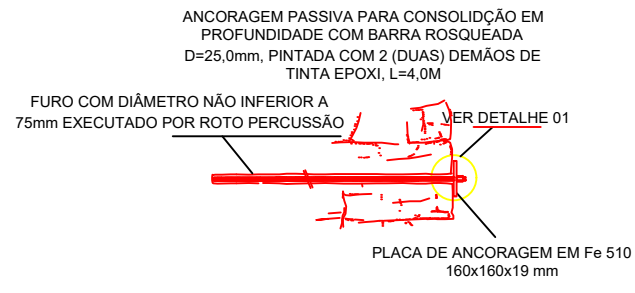 ANCORAGEM PASSIVA PARA CONSOLIDÇÃO EM
PROFUNDIDADE COM BARRA ROSQUEADA
D=25,0mm, PINTADA COM 2 (DUAS) DEMÃOS DE
TINTA EPOXI, L=4,0M
FURO COM DIÂMETRO NÃO INFERIOR A
75mm EXECUTADO POR ROTO PERCUSSÃO
VER DETALHE 01
PLACA DE ANCORAGEM EM Fe 510
160x160x19 mm